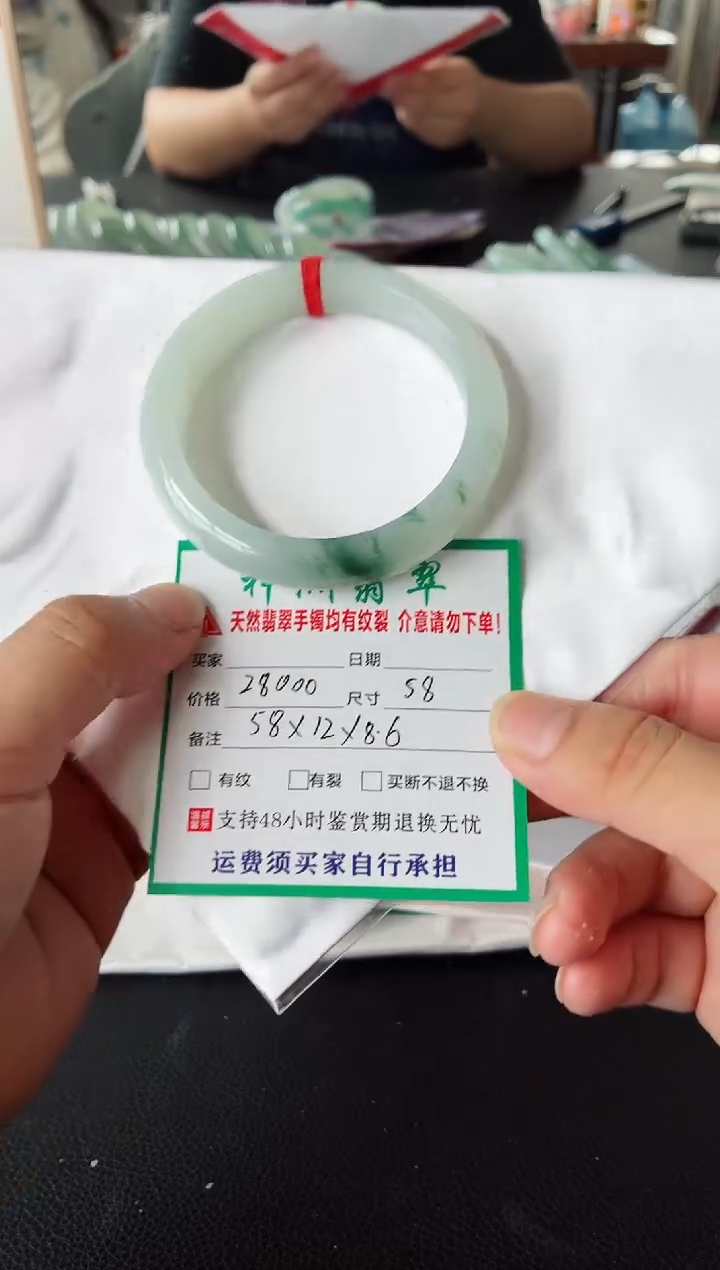 翡翠
天然翡翠手镯均有纹裂 介意请勿下单!
买家 日期
价格 28000 尺寸 58
备注 58X12X8.6
有纹 有裂 买断不退不换
支持48小时鉴赏期退换无忧
运费须买家自行承担